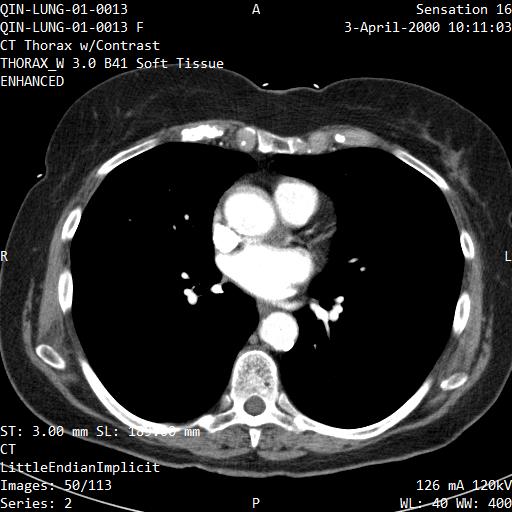 QIN-LUNG-01-0013
A
Sensation 16
QIN-LUNG-01-0013 F
3-April-2000 10:11:03
CT Thorax w/Contrast
THORAX_W 3.0 B41 Soft Tissue
ENHANCED
R
L
ST: 3.00 mm SL: mm
CT
LittleEndianImplicit
Images: 50/113
126 mA 120kV
Series: 2
P
WL: 40 WW: 400